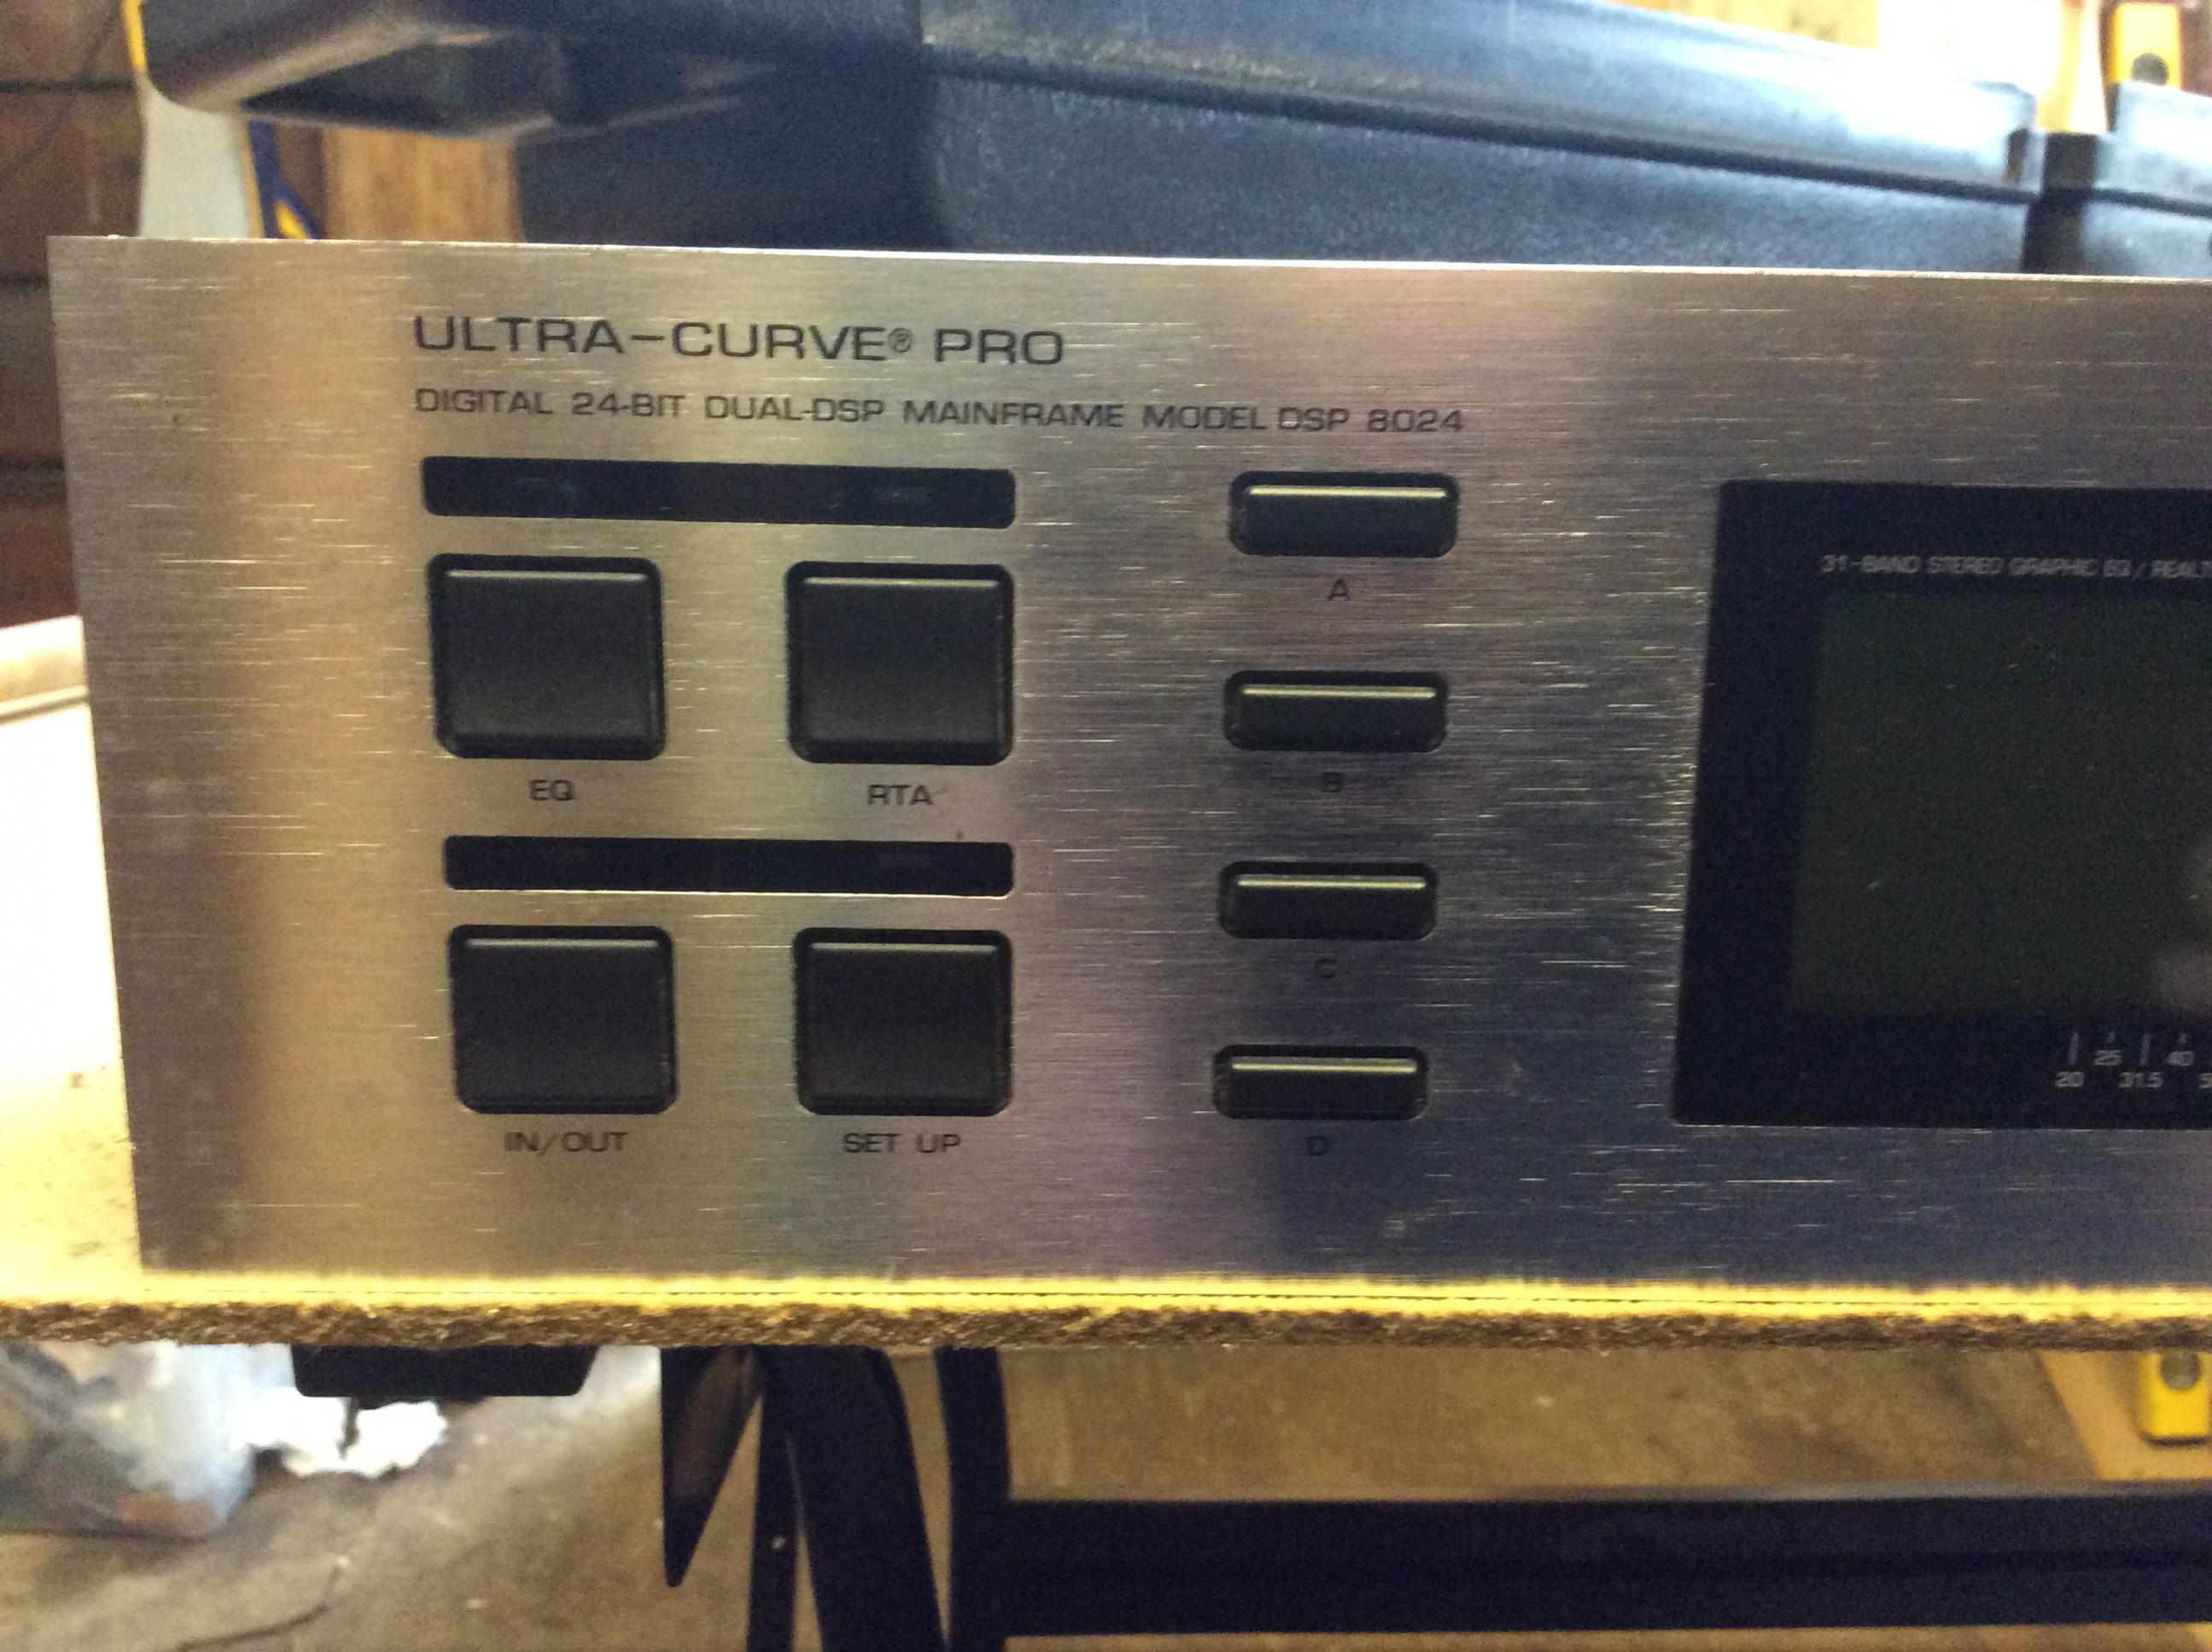 ULTRA-CURVE® PRO
DIGITAL 24-BIT DUAL-DSP MAINFRAME MODEL DSP 8024
A
31-BAND STEREO GRAPHIC EQ /
B
EQ RTA
C
25 40
20 31.5
IN/OUT SET UP
D